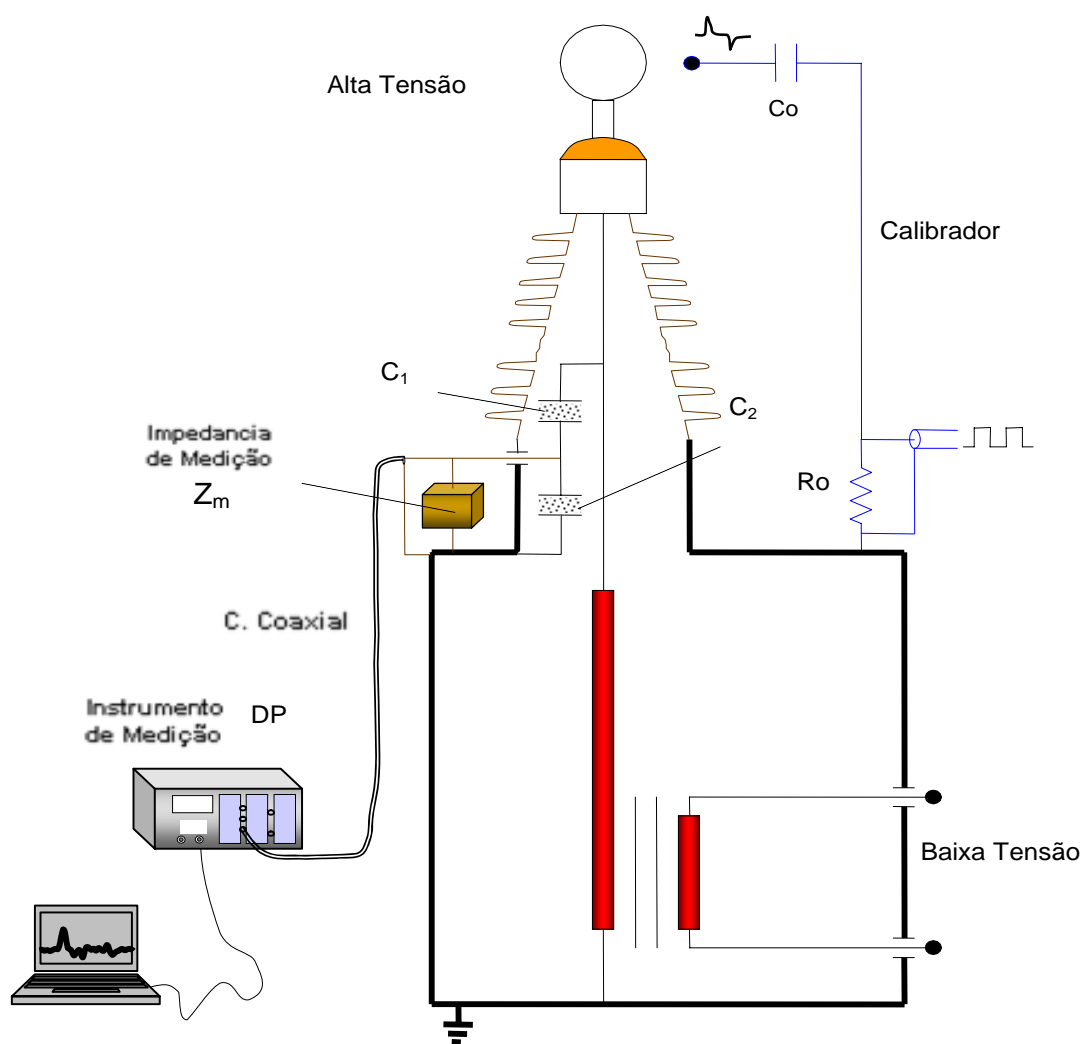 Alta Tensão
Co
Calibrador
C₁
C₂
Impedancia
de Medição
Zₘ
Ro
C. Coaxial
Instrumento
de Medição
DP
Baixa Tensão